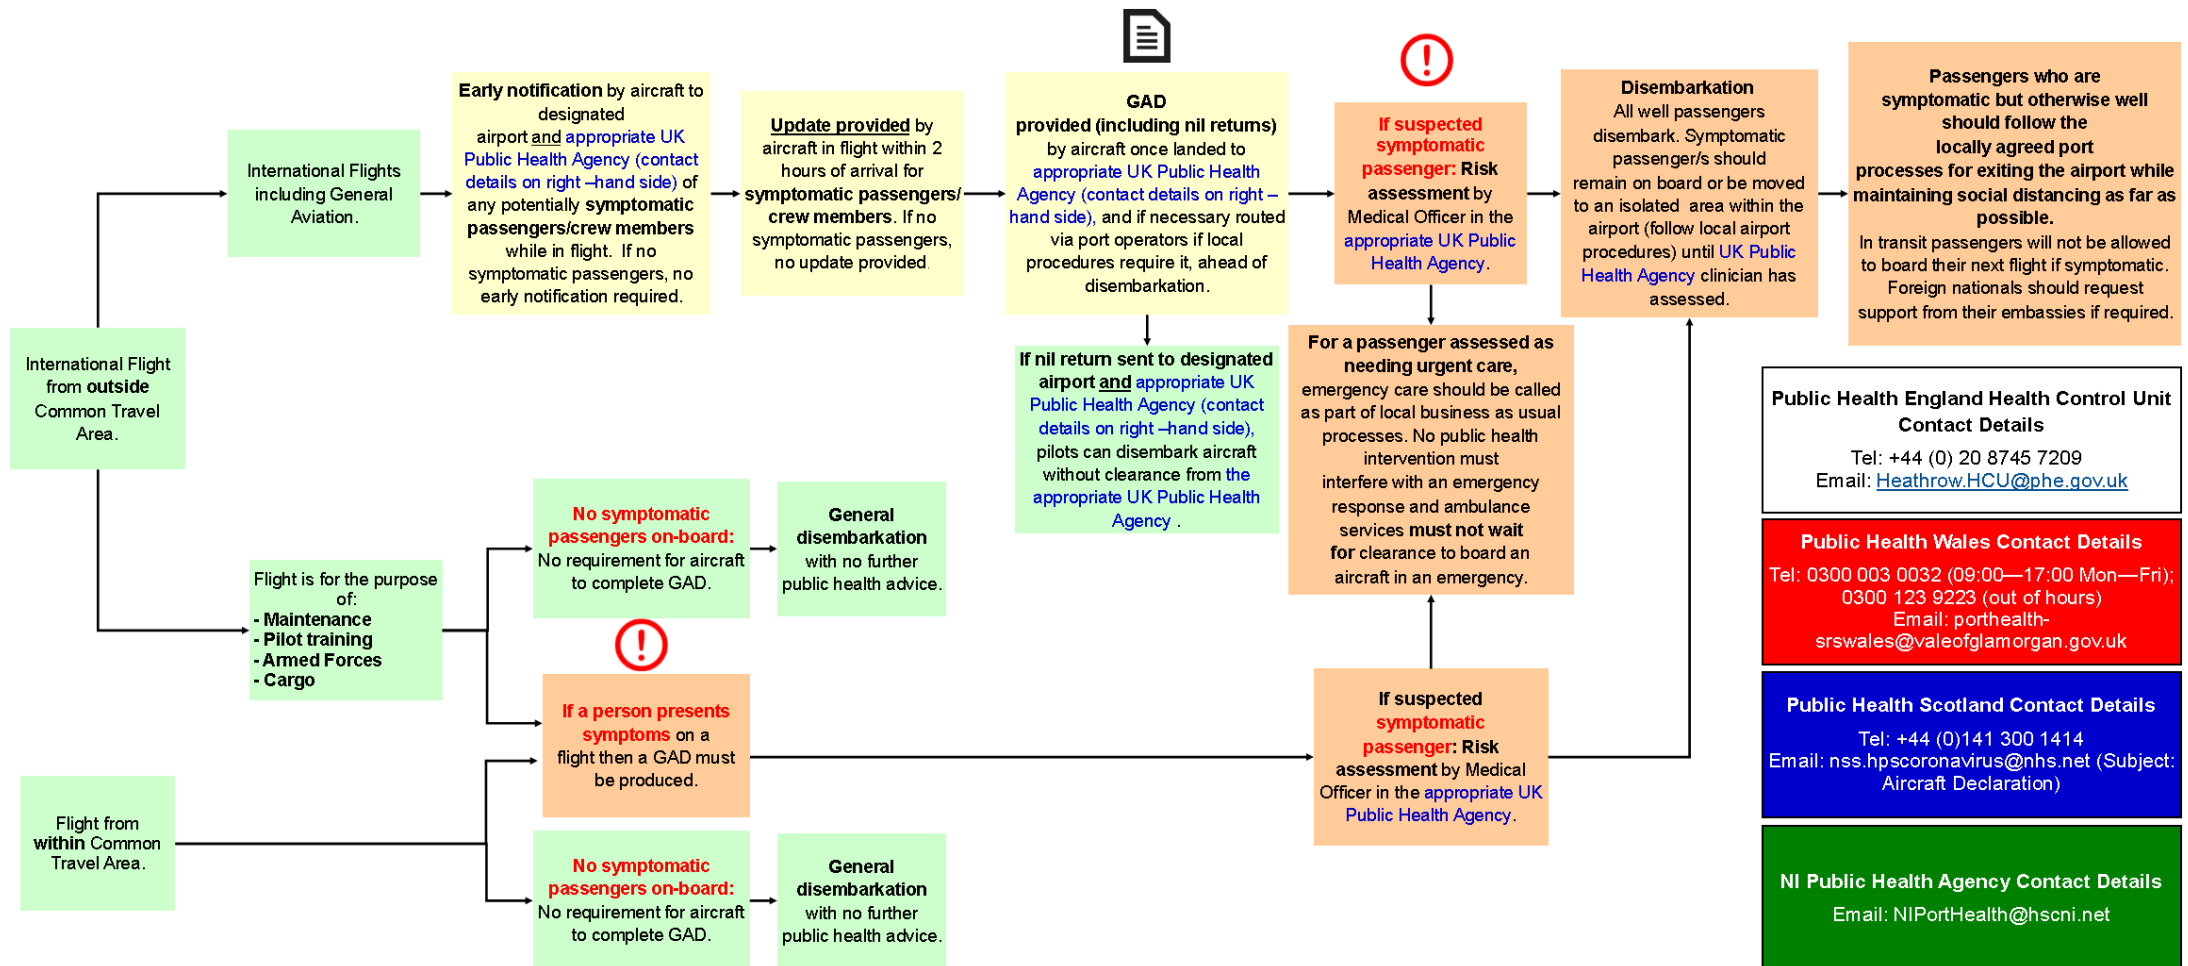 International Flight
from outside
Common Travel
Area.
International Flights
including General
Aviation.
Early notification by aircraft to
designated
airport and appropriate UK
Public Health Agency (contact
details on right –hand side) of
any potentially symptomatic
passengers/crew members
while in flight. If no
symptomatic passengers, no
early notification required.
Update provided by
aircraft in flight within 2
hours of arrival for
symptomatic passengers/
crew members. If no
symptomatic passengers,
no update provided.
GAD
provided (including nil returns)
by aircraft once landed to
appropriate UK Public Health
Agency (contact details on right –
hand side), and if necessary routed
via port operators if local
procedures require it, ahead of
disembarkation.
If nil return sent to designated
airport and appropriate UK
Public Health Agency (contact
details on right –hand side),
pilots can disembark aircraft
without clearance from the
appropriate UK Public Health
Agency .
If suspected
symptomatic
passenger: Risk
assessment by
Medical Officer in the
appropriate UK Public
Health Agency.
For a passenger assessed as
needing urgent care,
emergency care should be called
as part of local business as usual
processes. No public health
intervention must
interfere with an emergency
response and ambulance
services must not wait
for clearance to board an
aircraft in an emergency.
Disembarkation
All well passengers
disembark. Symptomatic
passenger/s should
remain on board or be moved
to an isolated area within the
airport (follow local airport
procedures) until UK Public
Health Agency clinician has
assessed.
Passengers who are
symptomatic but otherwise well
should follow the
locally agreed port
processes for exiting the airport while
maintaining social distancing as far as
possible.
In transit passengers will not be allowed
to board their next flight if symptomatic.
Foreign nationals should request
support from their embassies if required.
Flight is for the purpose
of:
- Maintenance
- Pilot training
- Armed Forces
- Cargo
No symptomatic
passengers on-board:
No requirement for aircraft
to complete GAD.
General
disembarkation
with no further
public health advice.
If a person presents
symptoms on a
flight then a GAD must
be produced.
If suspected
symptomatic
passenger: Risk
assessment by Medical
Officer in the appropriate UK
Public Health Agency.
Flight from
within Common
Travel Area.
No symptomatic
passengers on-board:
No requirement for aircraft
to complete GAD.
General
disembarkation
with no further
public health advice.
Public Health England Health Control Unit
Contact Details
Tel: +44 (0) 20 8745 7209
Email: Heathrow.HCU@phe.gov.uk
Public Health Wales Contact Details
Tel: 0300 003 0032 (09:00—17:00 Mon—Fri);
0300 123 9223 (out of hours)
Email: porthealth-
srswales@valeofglamorgan.gov.uk
Public Health Scotland Contact Details
Tel: +44 (0)141 300 1414
Email: nss.hpscoronavirus@nhs.net (Subject:
Aircraft Declaration)
NI Public Health Agency Contact Details
Email: NIPortHealth@hscni.net